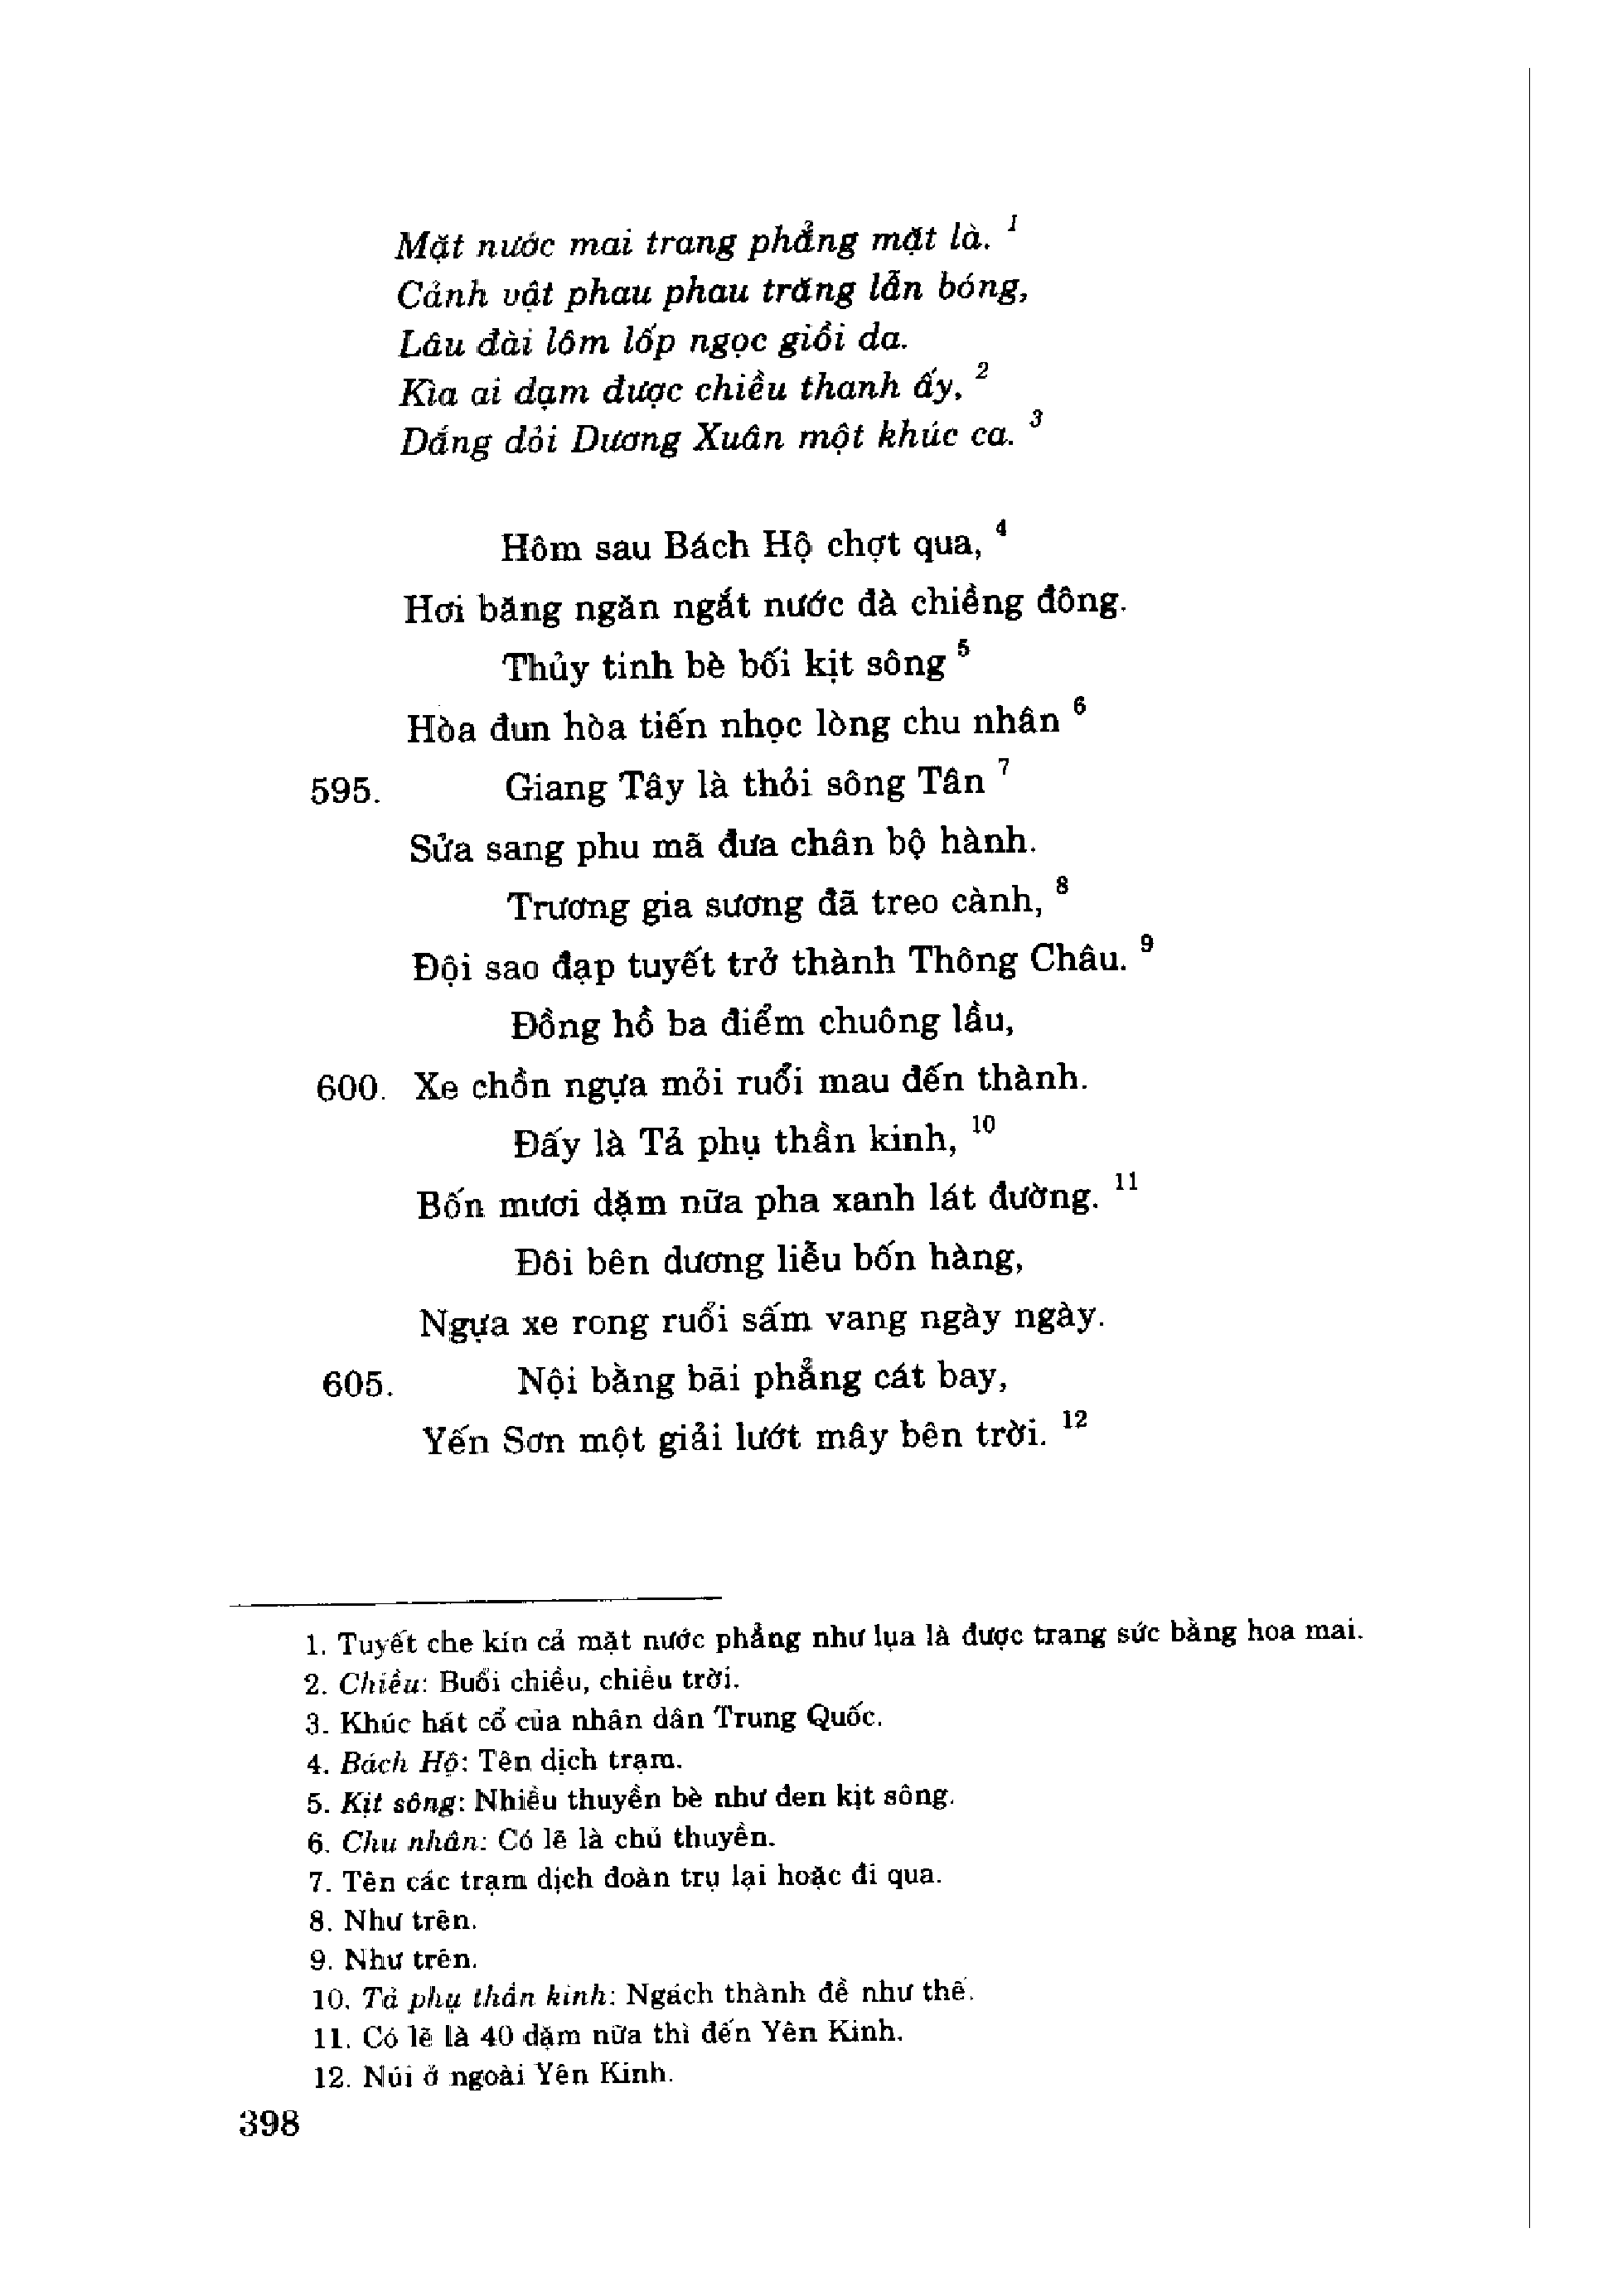 Mặt nước mai trang phẳng mặt là. 1
Cảnh vật phau phau trăng lẫn bóng,
Lâu đài lôm lốp ngọc giồi da.
Kìa ai dạm được chiều thanh ấy, 2
Dắng dỏi Dương Xuân một khúc ca. 3
Hôm sau Bách Hộ chợt qua, 4
Hơi băng ngăn ngắt nước đà chiềng đông.
Thủy tinh bè bối kịt sông 5
Hòa đun hòa tiến nhọc lòng chu nhân 6
595. Giang Tây là thỏi sông Tân 7
Sửa sang phu mã đưa chân bộ hành.
Trương gia sương đã treo cành, 8
Đội sao đạp tuyết trở thành Thông Châu. 9
Đồng hồ ba điểm chuông lầu,
600. Xe chồn ngựa mỏi ruổi mau đến thành.
Đấy là Tả phụ thần kinh, 10
Bốn mươi dặm nữa pha xanh lát đường. 11
Đôi bên dương liễu bốn hàng,
Ngựa xe rong ruổi sấm vang ngày ngày.
605. Nội bằng bãi phẳng cát bay,
Yến Sơn một giải lướt mây bên trời. 12
1. Tuyết che kín cả mặt nước phẳng như lụa là được trang sức bằng hoa mai.
2. Chiều: Buổi chiều, chiều trời.
3. Khúc hát cổ của nhân dân Trung Quốc.
4. Bách Hộ: Tên dịch trạm.
5. Kịt sông: Nhiều thuyền bè như đen kịt sông.
6. Chu nhân: Có lẽ là chủ thuyền.
7. Tên các trạm dịch đoàn trụ lại hoặc đi qua.
8. Như trên.
9. Như trên.
10. Tả phụ thần kinh: Ngách thành đề như thế.
11. Có lẽ là 40 dặm nữa thì đến Yên Kinh.
12. Núi ở ngoài Yên Kinh.
398